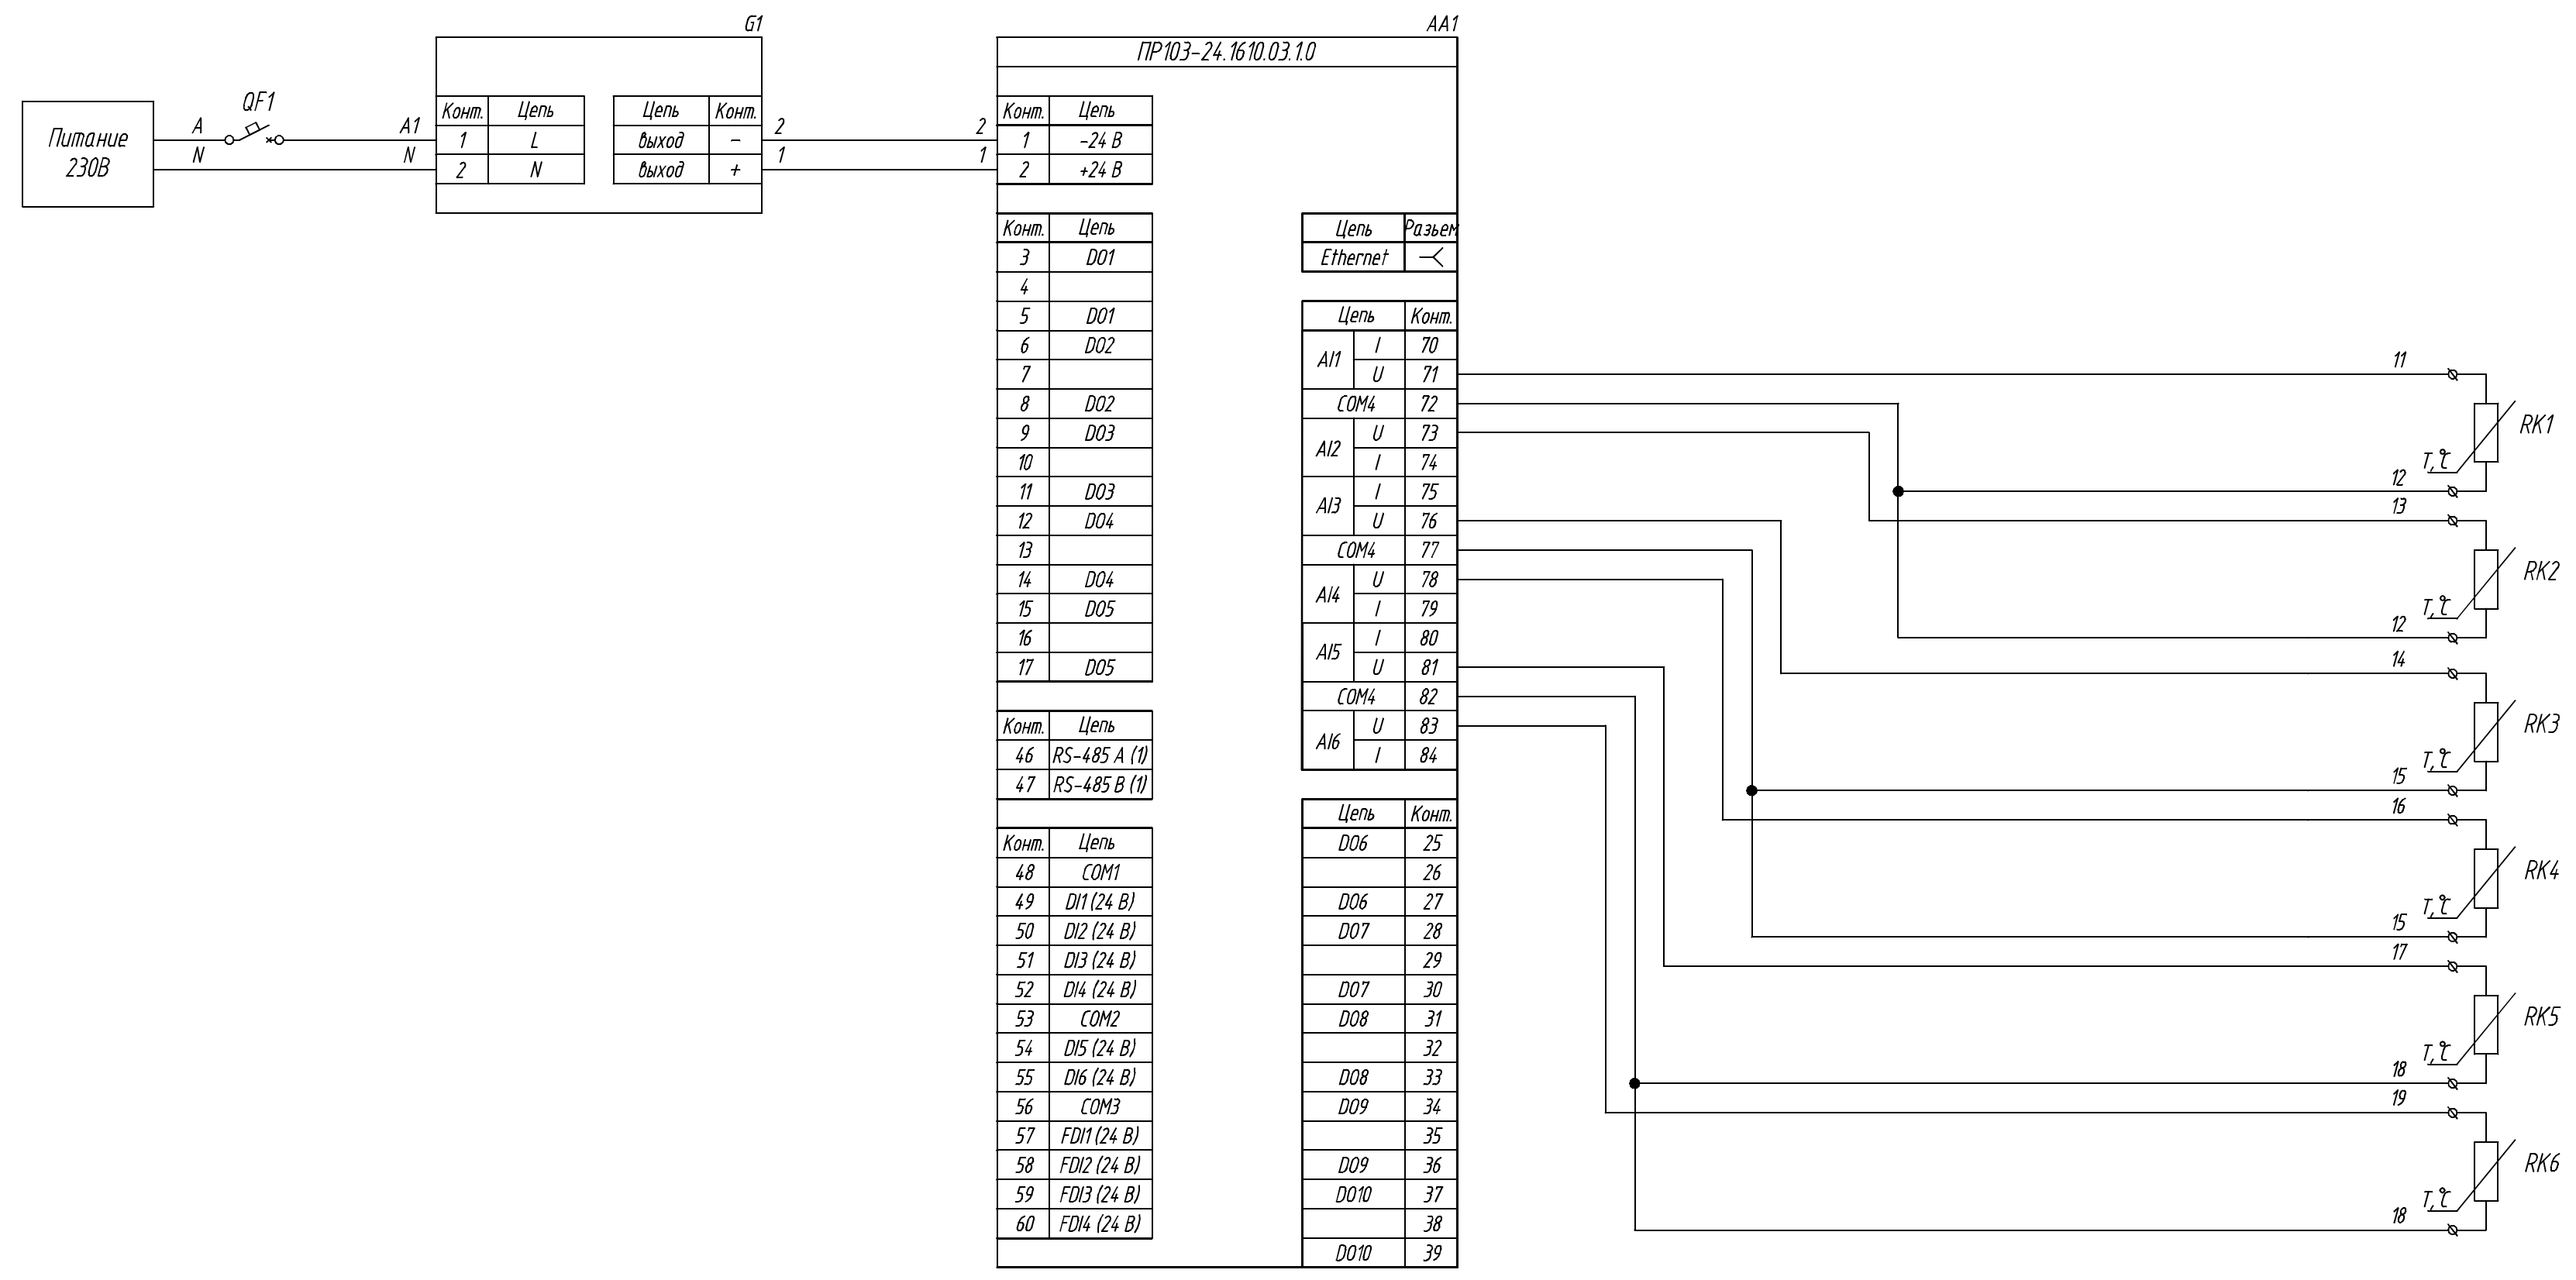 G1
AA1
ПР103-24.1610.03.1.0
QF1
Питание
230В
A
N
A1
N
Конт. Цепь
1 L
2 N
Цепь Конт.
выход -
выход +
2
1
2
1
Конт. Цепь
1 -24 В
2 +24 В
Конт. Цепь
3 DO1
4
5 DO1
6 DO2
7
8 DO2
9 DO3
10
11 DO3
12 DO4
13
14 DO4
15 DO5
16
17 DO5
Конт. Цепь
46 RS-485 A (1)
47 RS-485 B (1)
Конт. Цепь
48 COM1
49 DI1 (24 В)
50 DI2 (24 В)
51 DI3 (24 В)
52 DI4 (24 В)
53 COM2
54 DI5 (24 В)
55 DI6 (24 В)
56 COM3
57 FDI1 (24 В)
58 FDI2 (24 В)
59 FDI3 (24 В)
60 FDI4 (24 В)
Цепь Разьем
Ethernet
Цепь Конт.
AI1 I 70
U 71
COM4 72
AI2 U 73
I 74
AI3 I 75
U 76
COM4 77
AI4 U 78
I 79
AI5 I 80
U 81
COM4 82
AI6 U 83
I 84
Цепь Конт.
DO6 25
26
DO6 27
DO7 28
29
DO7 30
DO8 31
32
DO8 33
DO9 34
35
DO9 36
DO10 37
38
DO10 39
11
RK1
T,°C
12
13
RK2
T,°C
12
14
RK3
T,°C
15
16
RK4
T,°C
15
17
RK5
T,°C
18
19
RK6
T,°C
18